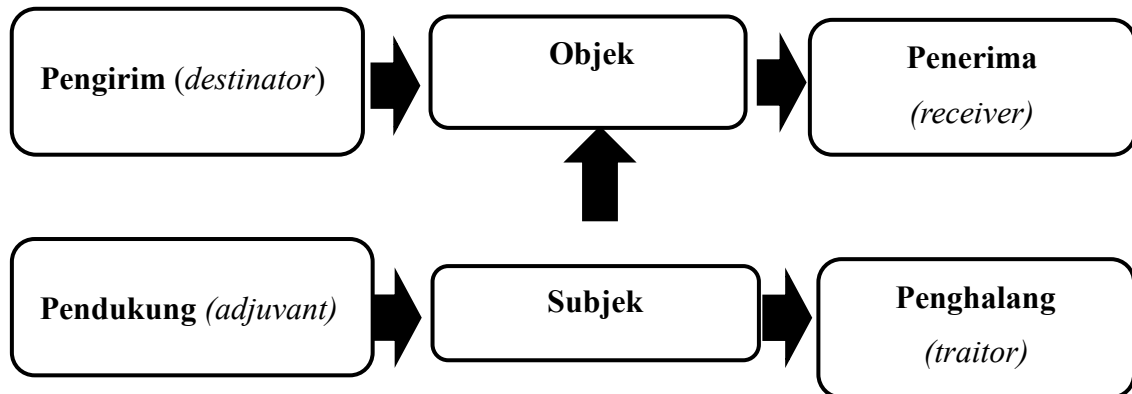 Pengirim (destinator)
Objek
Penerima
(receiver)
Pendukung (adjuvant)
Subjek
Penghalang
(traitor)